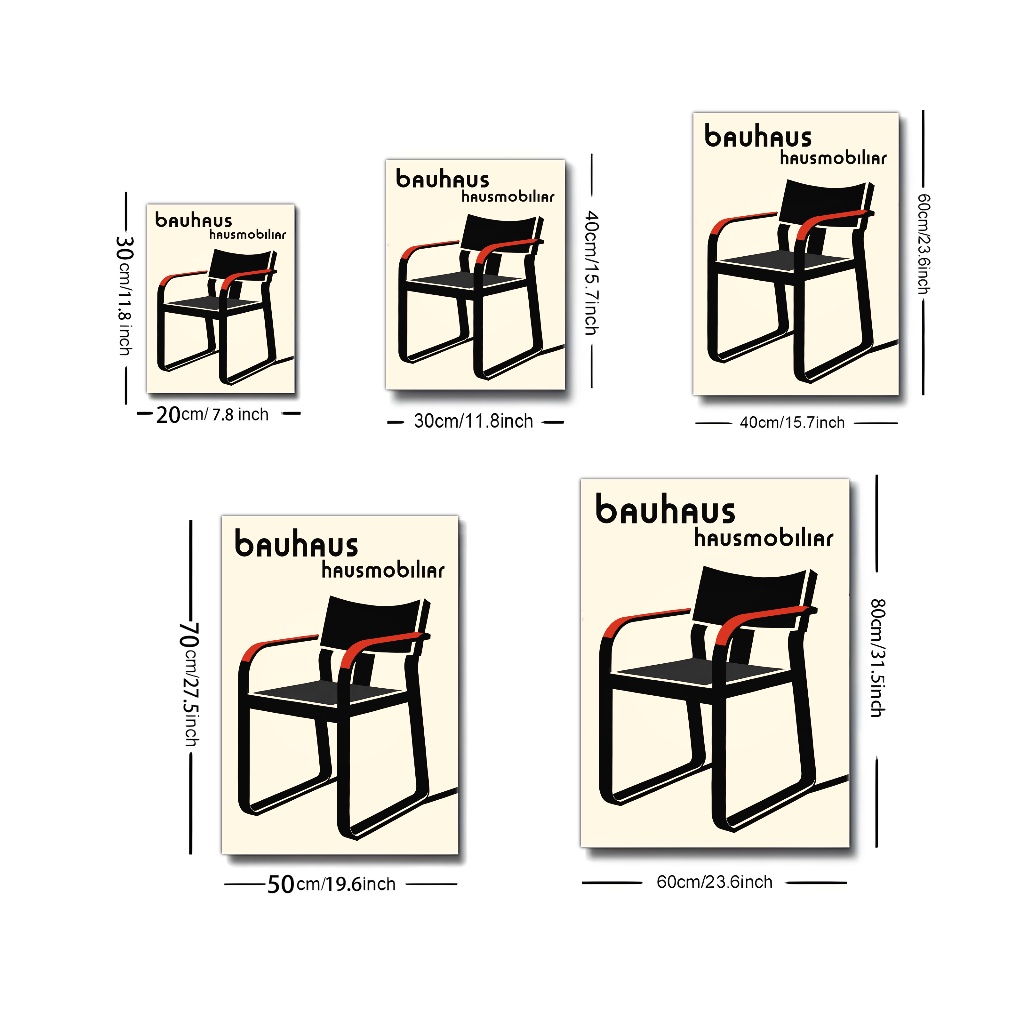 bauhaus
hausmobiliar
30cm/11.8 inch
20cm/ 7.8 inch
bauhaus
hausmobiliar
40cm/15.7inch
30cm/11.8inch
bauhaus
hausmobiliar
60cm/23.6inch
40cm/15.7inch
bauhaus
hausmobiliar
70cm/27.5inch
50cm/19.6inch
bauhaus
hausmobiliar
80cm/31.5inch
60cm/23.6inch